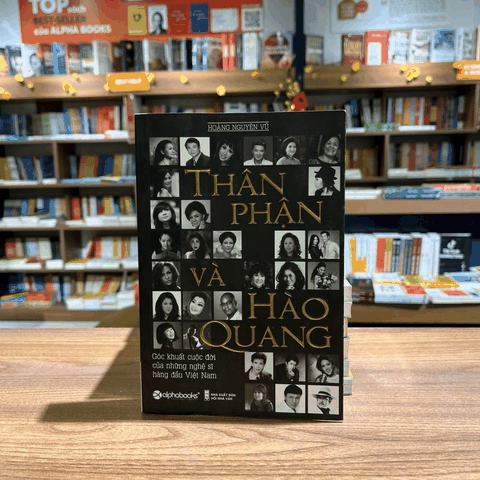 TOP sách
BEST-SELLER
của ALPHA BOOKS
HOÀNG NGUYÊN VŨ
THÂN
PHẬN
VÀ
HÀO
QUANG
Góc khuất cuộc đời
của những nghệ sĩ
hàng đầu Việt Nam
alphabooks
NHÀ XUẤT BẢN
HỘI NHÀ VĂN